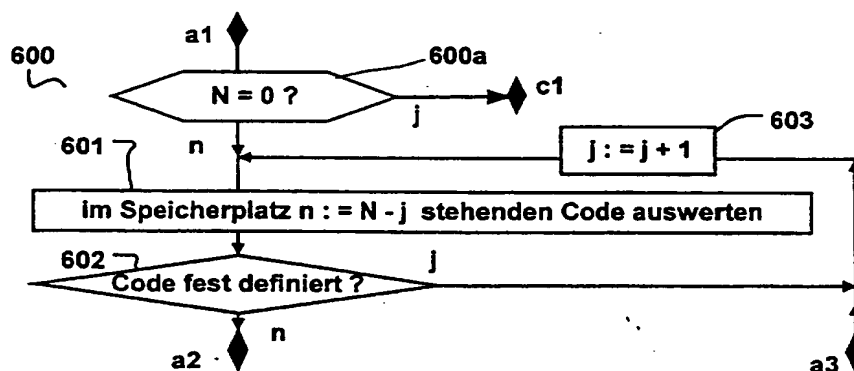 a1
600
600a
N = 0 ?
j
c1
n
601
603
j : = j + 1
im Speicherplatz n : = N - j stehenden Code auswerten
602
j
Code fest definiert ?
n
a2
a3